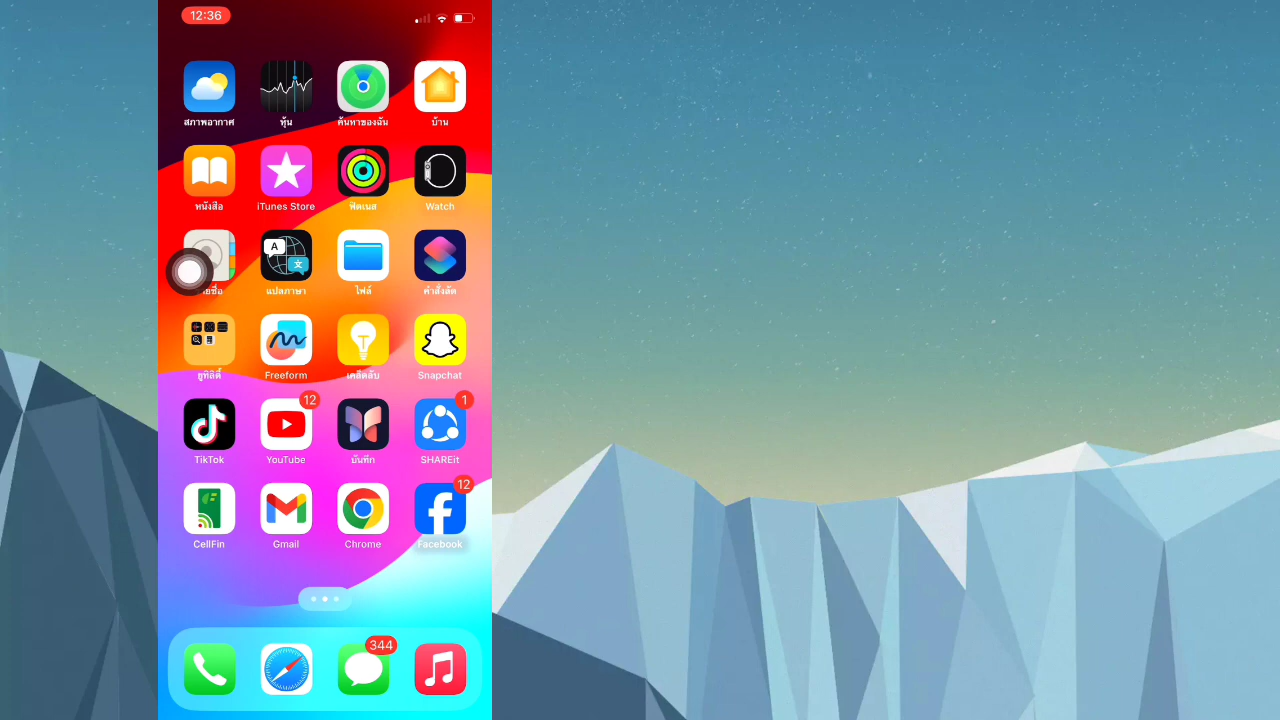 12:36
สภาพอากาศ
หุ้น
ค้นหาของฉัน
บ้าน
หนังสือ
iTunes Store
ฟิตเนส
Watch
แปลภาษา
ไฟล์
คำสั่งลัด
ยูทิลิตี้
Freeform
เคล็ดลับ
Snapchat
12
1
TikTok
YouTube
บันทึก
SHAREit
12
CellFin
Gmail
Chrome
Facebook
344